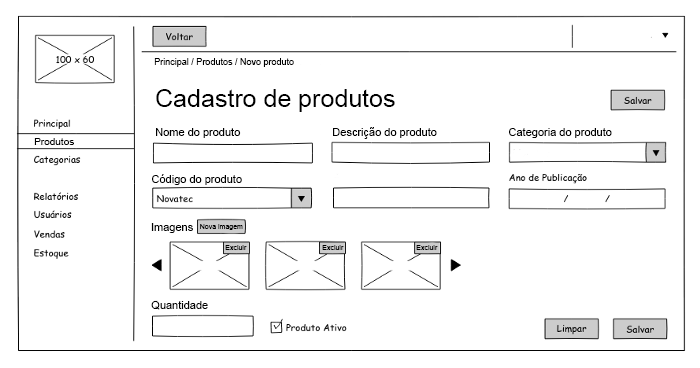 100 x 60
Principal
Produtos
Categorias
Relatórios
Usuários
Vendas
Estoque
Voltar
Principal / Produtos / Novo produto
Cadastro de produtos
Salvar
Nome do produto
Descrição do produto
Categoria do produto
Código do produto
Ano de Publicação
Novatec
/ /
Imagens
Nova Imagem
Excluir
Excluir
Excluir
Quantidade
Produto Ativo
Limpar
Salvar